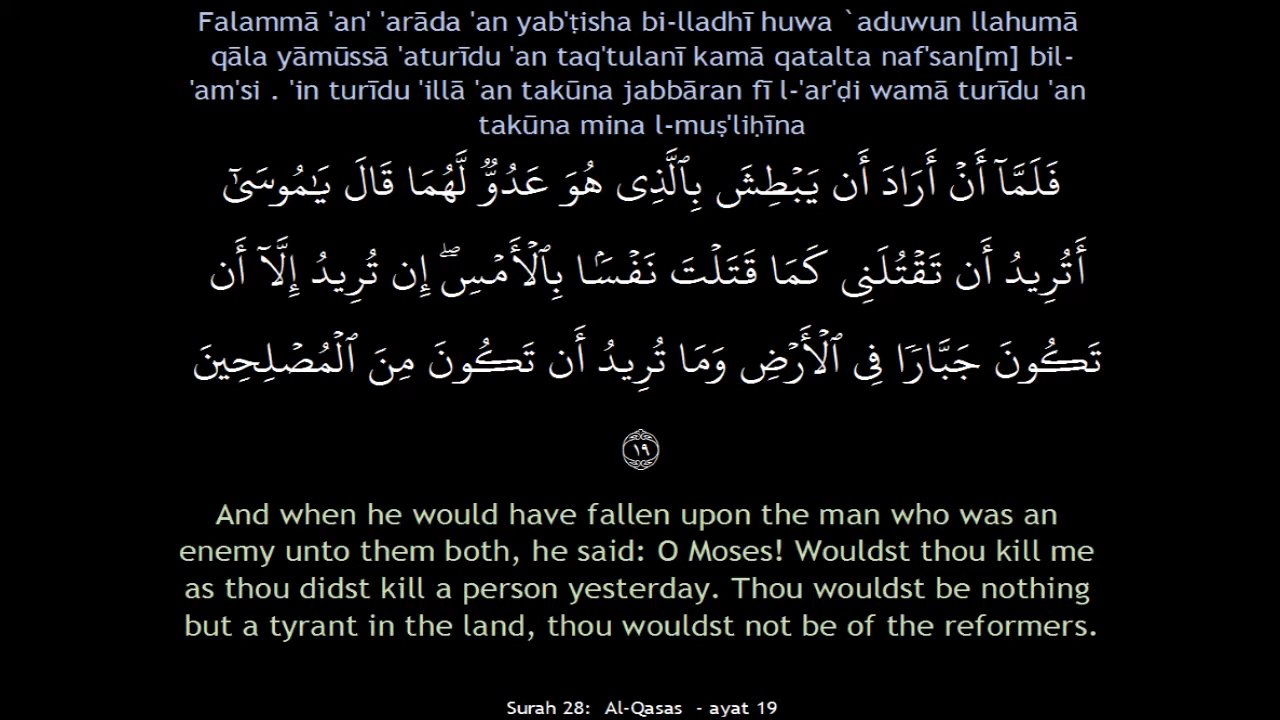 Falammā 'an' 'arāda 'an yab'ṭisha bi-lladhī huwa `aduwun llahumā
qāla yāmūssā 'aturīdu 'an taq'tulanī kamā qatalta naf'san[m] bil-
'am'si . 'in turīdu 'illā 'an takūna jabbāran fī l-'ar'ḍi wamā turīdu 'an
takūna mina l-muṣ'liḥīna
فَلَمَّآ أَنْ أَرَادَ أَن يَبْطِشَ بِٱلَّذِى هُوَ عَدُوٌّ لَّهُمَا قَالَ يَـٰمُوسَىٰٓ
أَتُرِيدُ أَن تَقْتُلَنِى كَمَا قَتَلْتَ نَفْسًۢا بِٱلْأَمْسِ ۖ إِن تُرِيدُ إِلَّآ أَن
تَكُونَ جَبَّارًا فِى ٱلْأَرْضِ وَمَا تُرِيدُ أَن تَكُونَ مِنَ ٱلْمُصْلِحِينَ
١٩
And when he would have fallen upon the man who was an
enemy unto them both, he said: O Moses! Wouldst thou kill me
as thou didst kill a person yesterday. Thou wouldst be nothing
but a tyrant in the land, thou wouldst not be of the reformers.
Surah 28: Al-Qasas - ayat 19